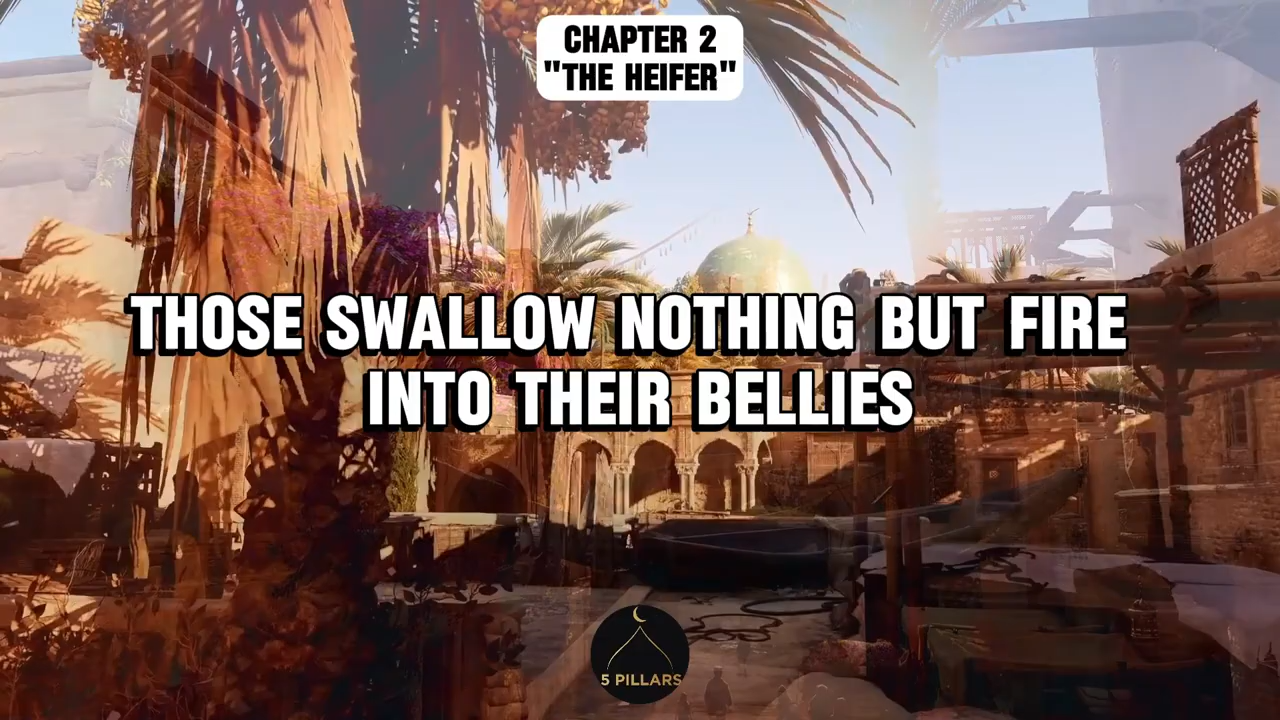 CHAPTER 2
"THE HEIFER"
THOSE SWALLOW NOTHING BUT FIRE
INTO THEIR BELLIES
5 PILLARS